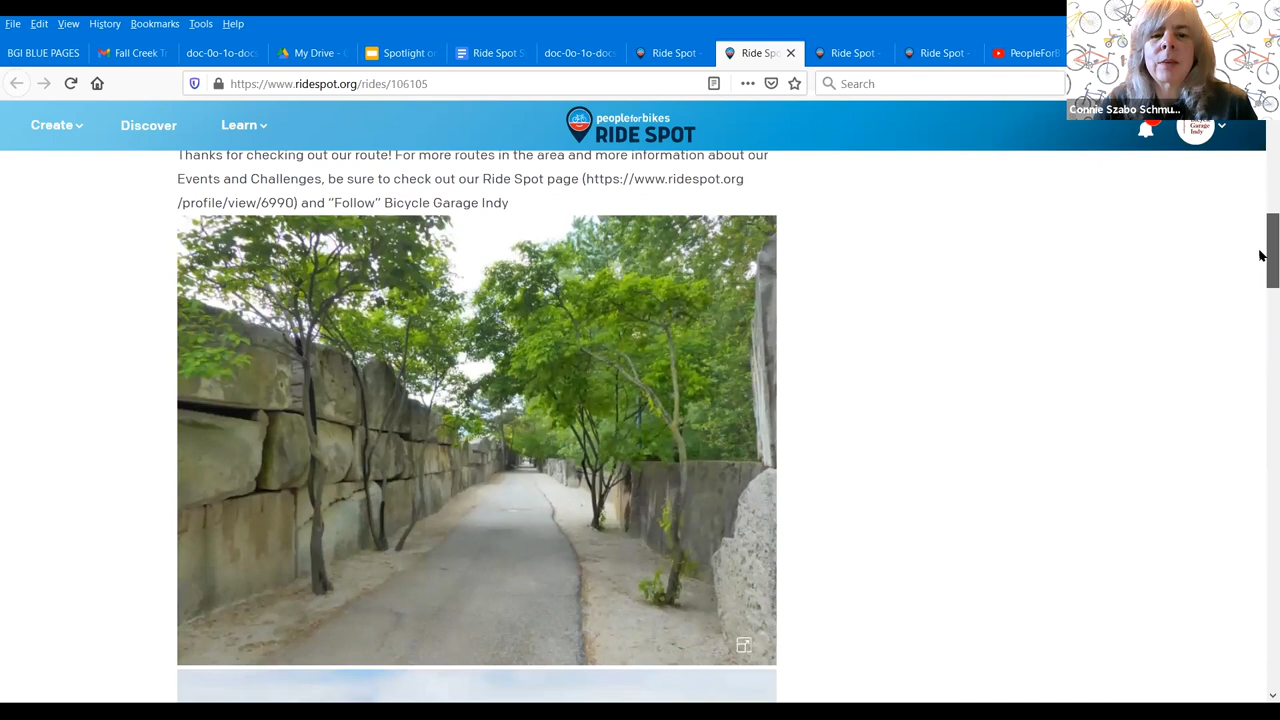 File Edit View History Bookmarks Tools Help
BGI BLUE PAGES Fall Creek Tr doc-0o-1o-docs My Drive - Spotlight o Ride Spot S doc-0o-1o-docs Ride Spot - Ride Spo Ride Spot - Ride Spot - PeopleForB
https://www.ridespot.org/rides/106105 Search
Connie Szabo Schmu...
Create Discover Learn peopleforbikes RIDE SPOT Bicycle Garage Indy
Thanks for checking out our route! For more routes in the area and more information about our
Events and Challenges, be sure to check out our Ride Spot page (https://www.ridespot.org
/profile/view/6990) and "Follow" Bicycle Garage Indy